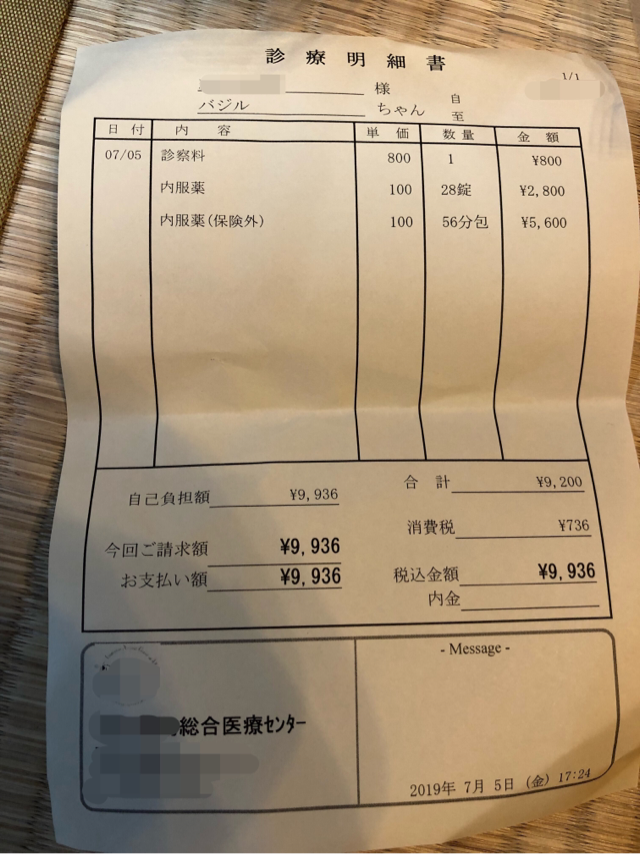 診療明細書
1/1
様
バジル ちゃん
自
至
日付 内容 単価 数量 金額
07/05 診察料 800 1 ¥800
内服薬 100 28錠 ¥2,800
内服薬(保険外) 100 56分包 ¥5,600
合計 ¥9,200
自己負担額 ¥9,936
消費税 ¥736
今回ご請求額 ¥9,936
お支払い額 ¥9,936
税込金額 ¥9,936
内金
- Message -
総合医療センター
2019年 7月 5日 (金) 17:24